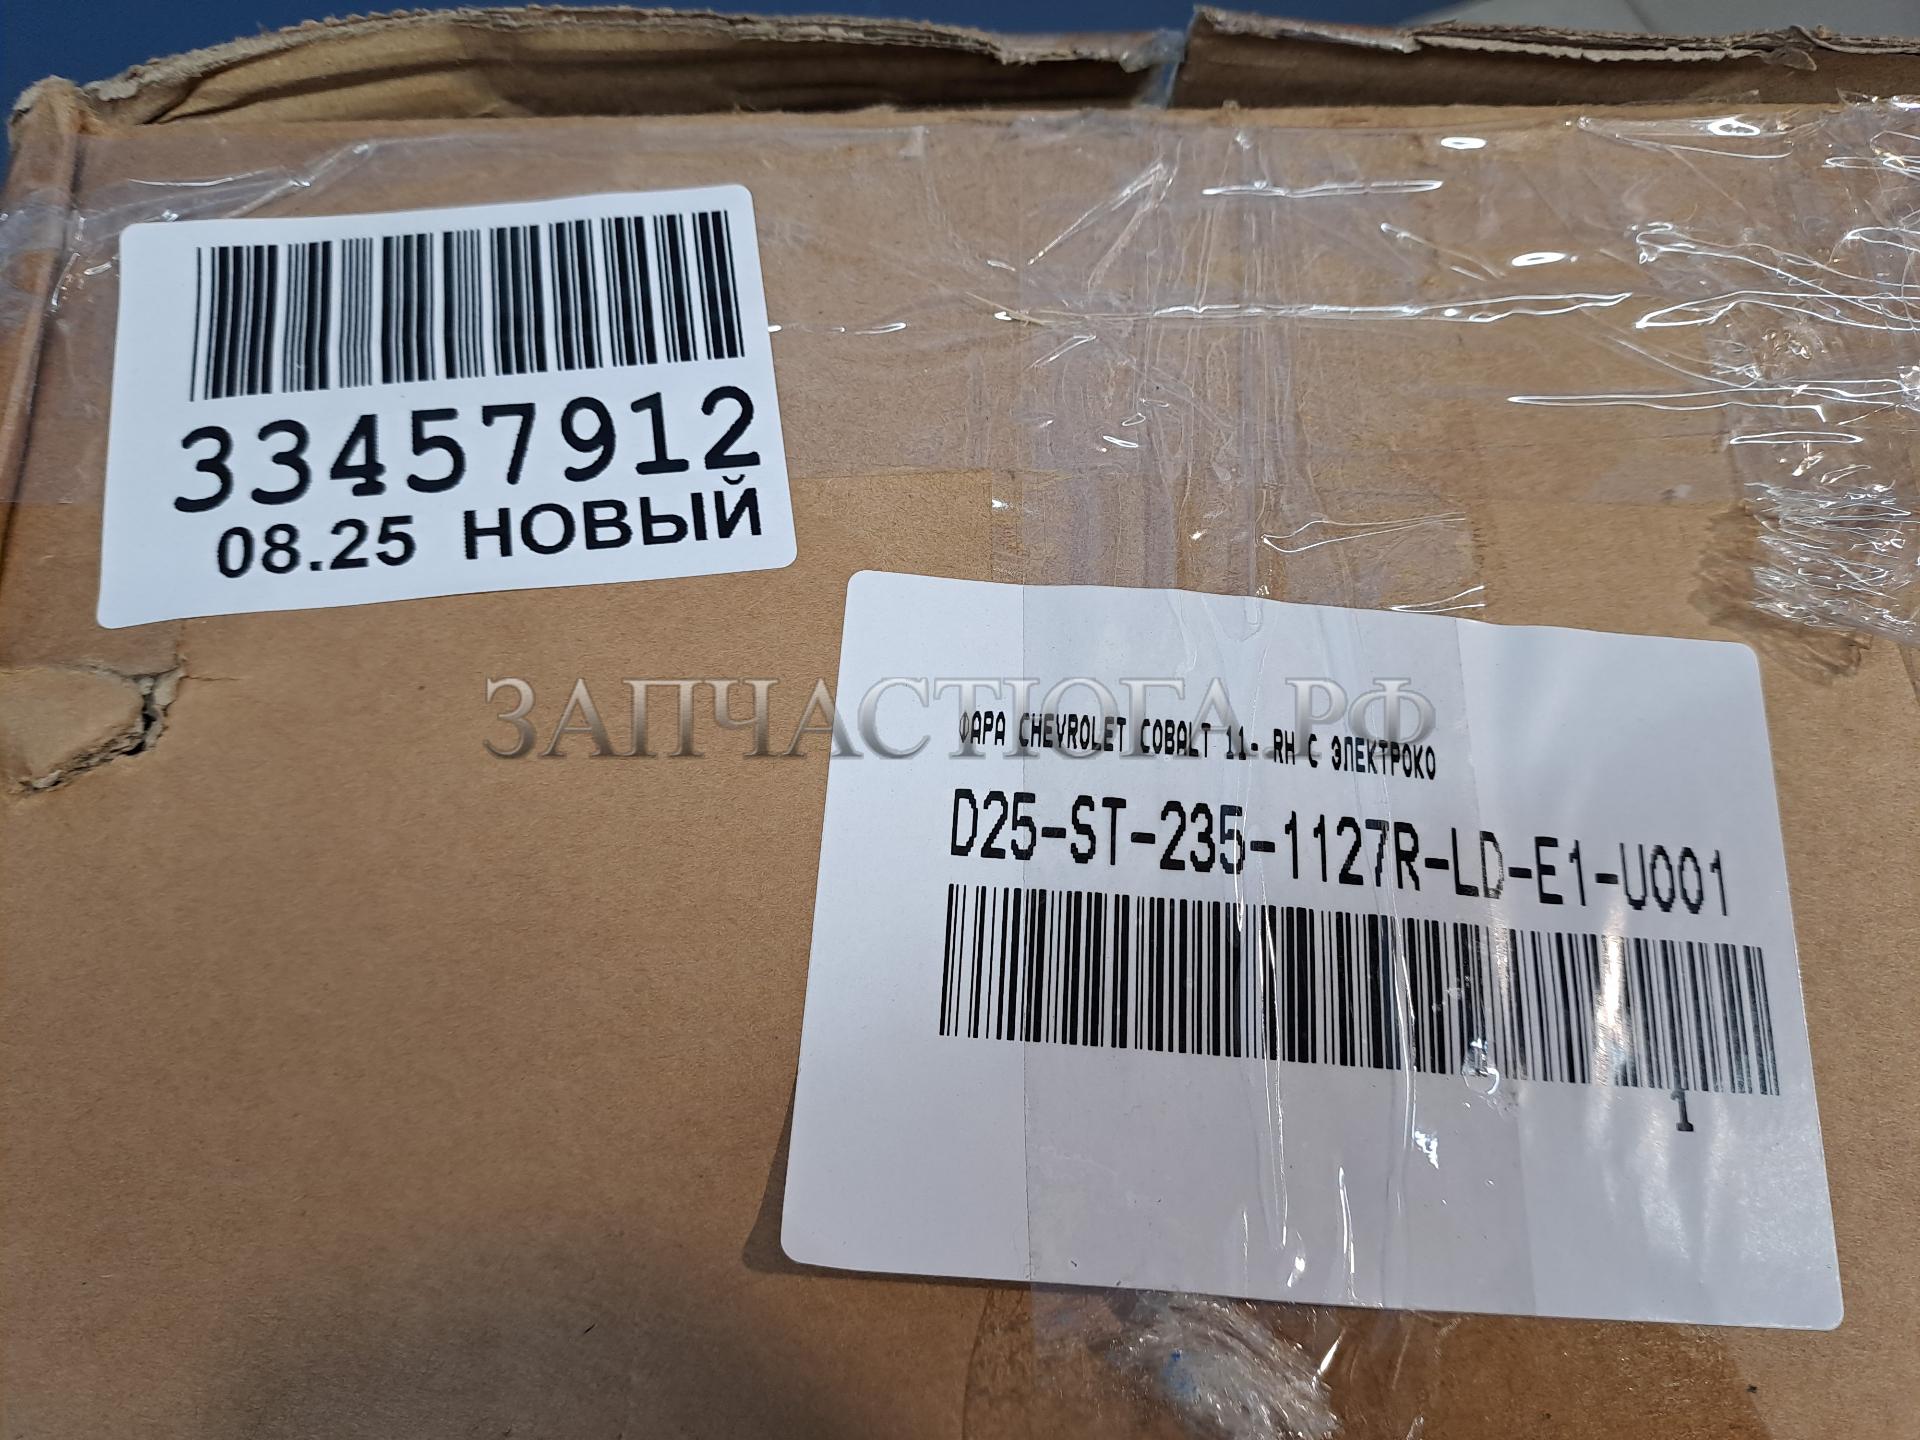 33457912
08.25 НОВЫЙ
ЗАПЧАСТЮГА.РФ
ФАРА CHEVROLET COBALT 11- RH С ЭЛЕКТРОКО
D25-ST-235-1127R-LD-E1-U001
1